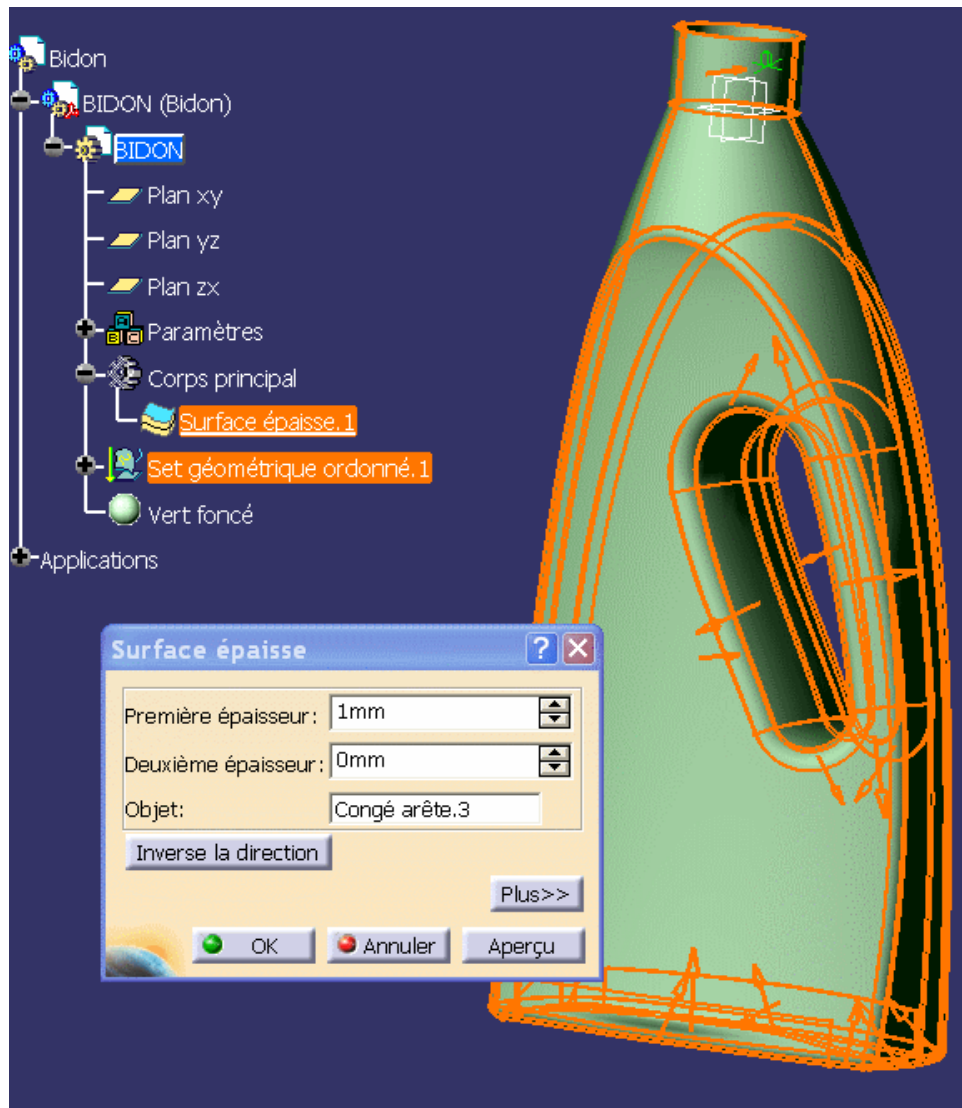 Bidon
BIDON (Bidon)
BIDON
Plan xy
Plan yz
Plan zx
Paramètres
Corps principal
Surface épaisse.1
Set géométrique ordonné.1
Vert foncé
Applications
Surface épaisse
Première épaisseur: 1mm
Deuxième épaisseur: 0mm
Objet: Congé arête.3
Inverse la direction
Plus>>
OK Annuler Aperçu